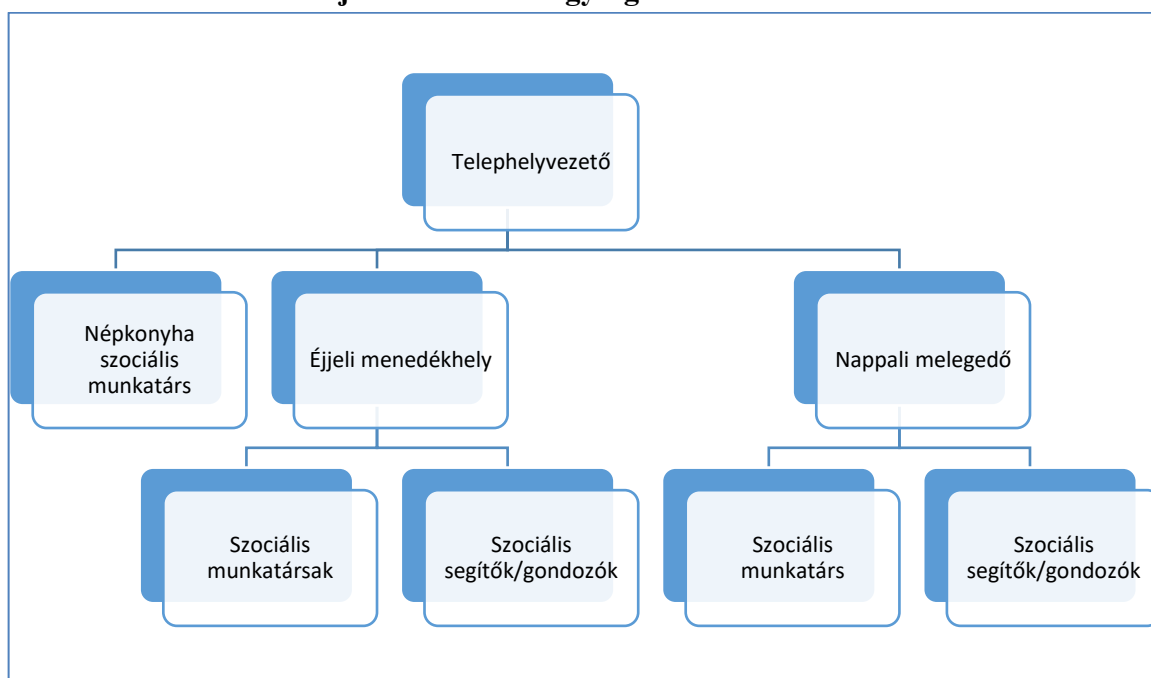 Telephelyvezető
Népkonyha
szociális
munkatárs
Éjjeli menedékhely
Nappali melegedő
Szociális
munkatársak
Szociális
segítők/gondozók
Szociális
munkatárs
Szociális
segítők/gondozók